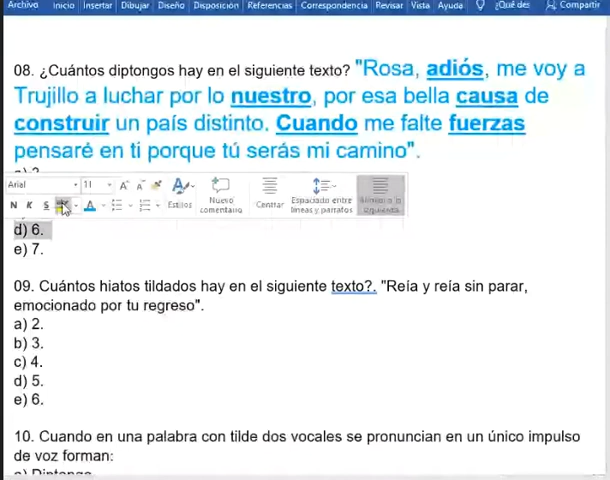 Archivo Inicio Insertar Dibujar Diseño Disposición Referencias Correspondencia Revisar Vista Ayuda ¿Qué des Compartir
08. ¿Cuántos diptongos hay en el siguiente texto? "Rosa, adiós, me voy a
Trujillo a luchar por lo nuestro, por esa bella causa de
construir un país distinto. Cuando me falte fuerzas
pensaré en ti porque tú serás mi camino".
Arial 11
N K S Estilos Nuevo comentario Centrar Espaciado entre líneas y párrafos Alinear a la izquierda
d) 6.
e) 7.
09. Cuántos hiatos tildados hay en el siguiente texto?. "Reía y reía sin parar,
emocionado por tu regreso".
a) 2.
b) 3.
c) 4.
d) 5.
e) 6.
10. Cuando en una palabra con tilde dos vocales se pronuncian en un único impulso
de voz forman:
a) Diptongo